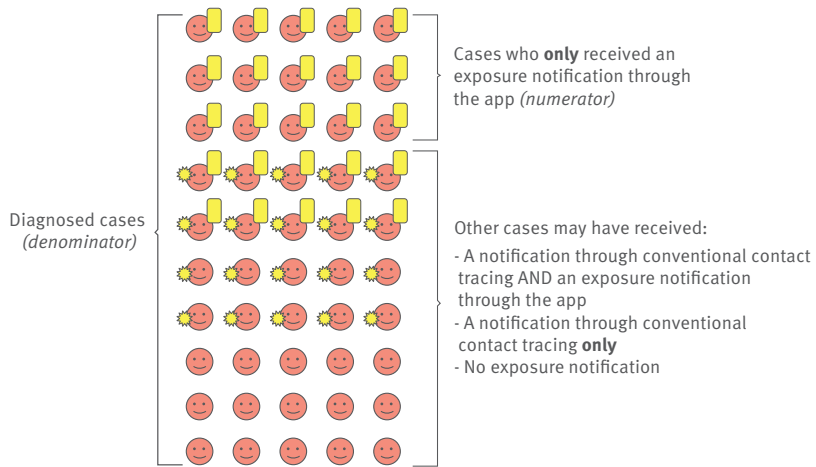 Cases who only received an
exposure notification through
the app (numerator)
Diagnosed cases
(denominator)
Other cases may have received:
- A notification through conventional contact
tracing AND an exposure notification
through the app
- A notification through conventional
contact tracing only
- No exposure notification